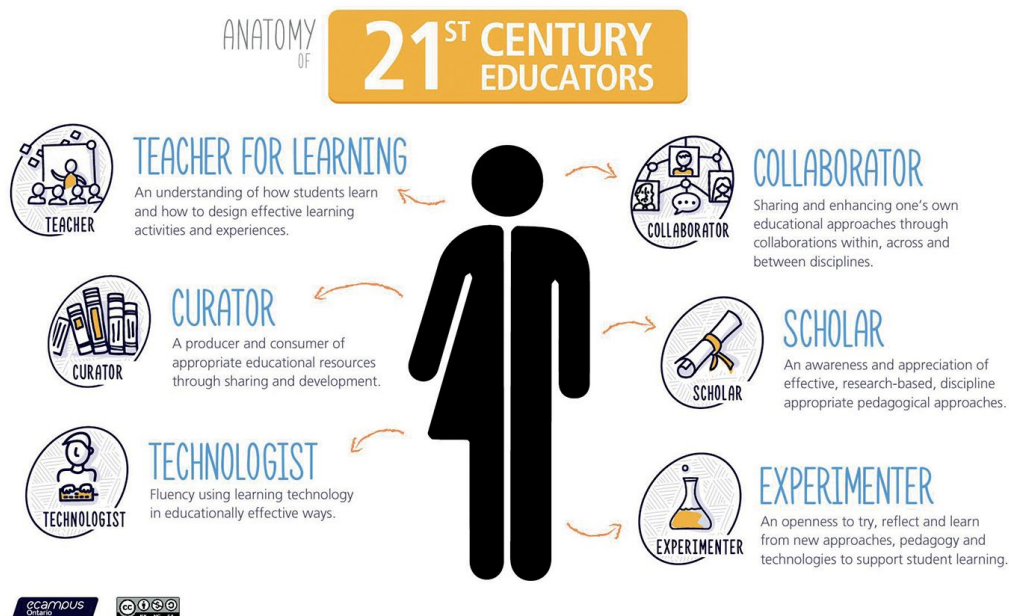 ANATOMY
OF
21ST CENTURY
EDUCATORS
TEACHER
TEACHER FOR LEARNING
An understanding of how students learn
and how to design effective learning
activities and experiences.
CURATOR
CURATOR
A producer and consumer of
appropriate educational resources
through sharing and development.
TECHNOLOGIST
TECHNOLOGIST
Fluency using learning technology
in educationally effective ways.
COLLABORATOR
COLLABORATOR
Sharing and enhancing one's own
educational approaches through
collaborations within, across and
between disciplines.
SCHOLAR
SCHOLAR
An awareness and appreciation of
effective, research-based, discipline
appropriate pedagogical approaches.
EXPERIMENTER
EXPERIMENTER
An openness to try, reflect and learn
from new approaches, pedagogy and
technologies to support student learning.
ecampus
Ontario
cc